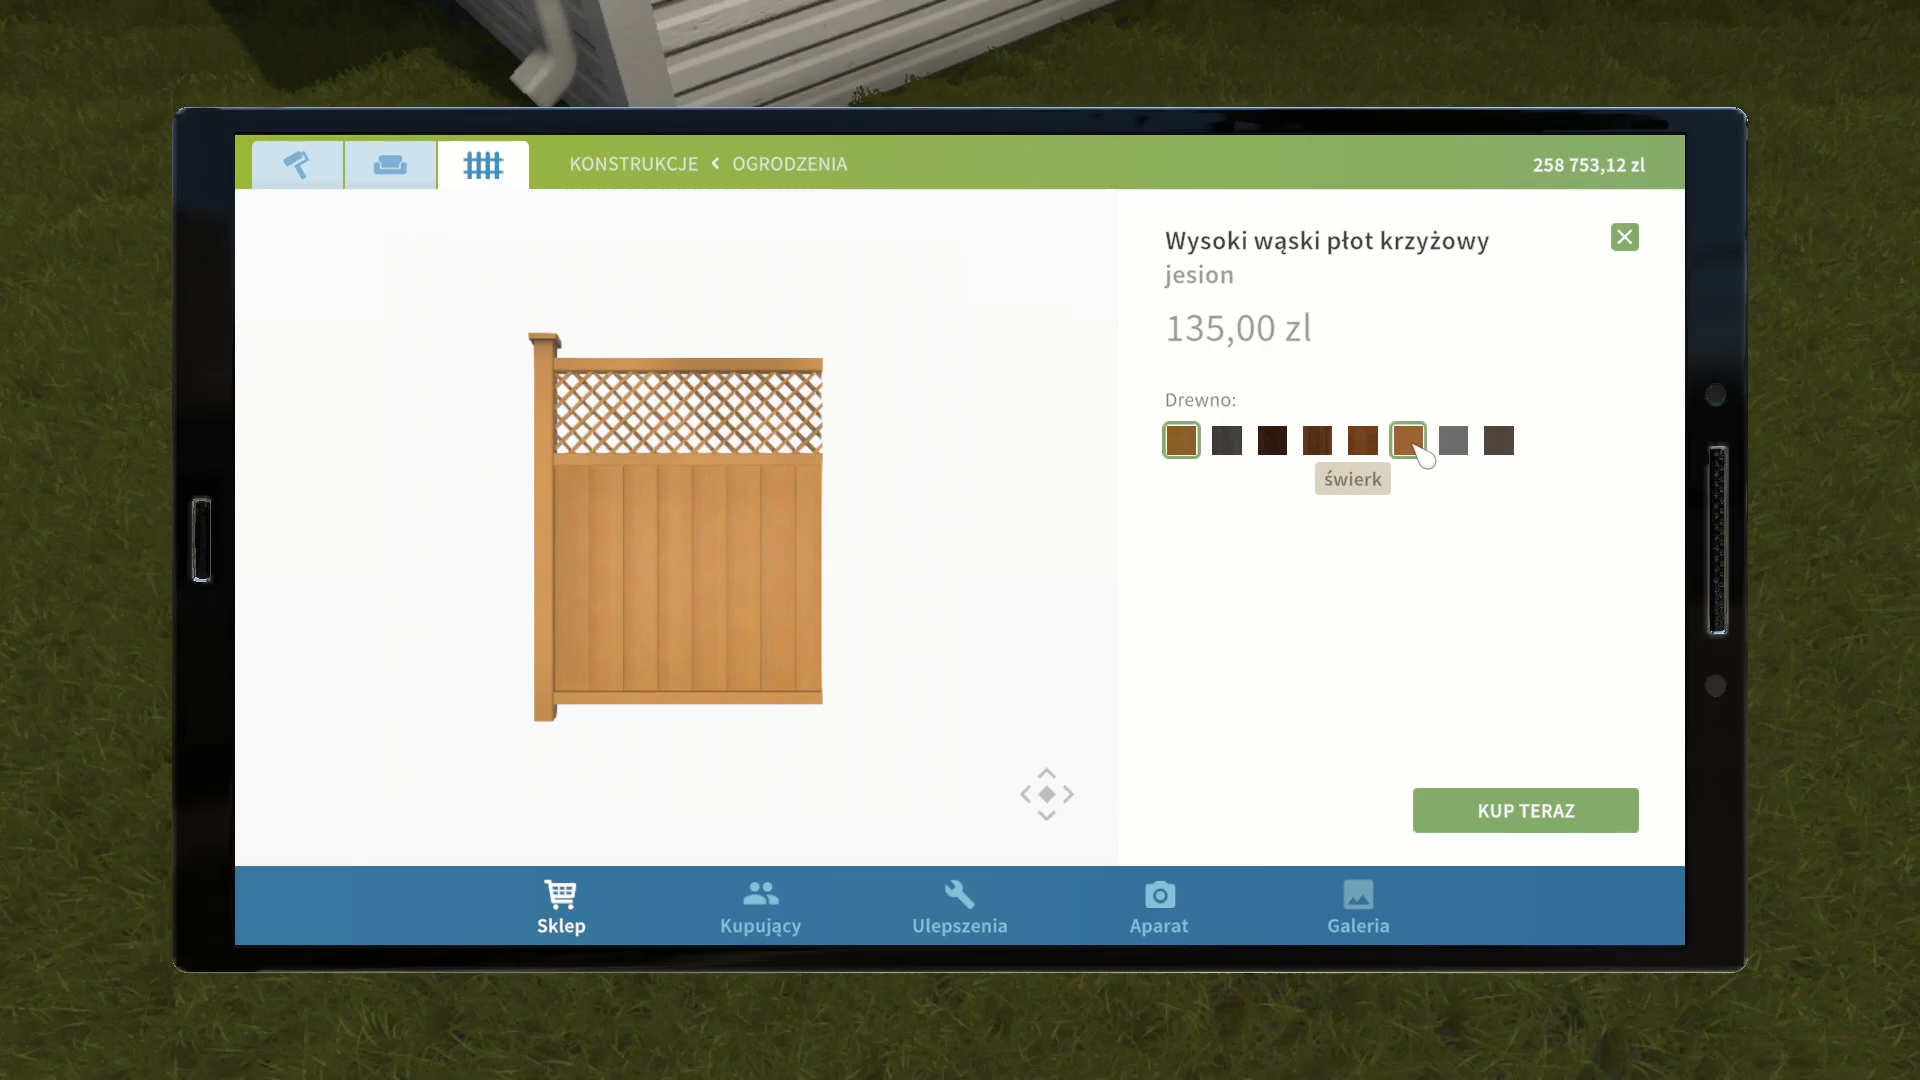 KONSTRUKCJE < OGRODZENIA
258 753,12 zl
Wysoki wąski płot krzyżowy
jesion
135,00 zl
Drewno:
świerk
KUP TERAZ
Sklep
Kupujący
Ulepszenia
Aparat
Galeria